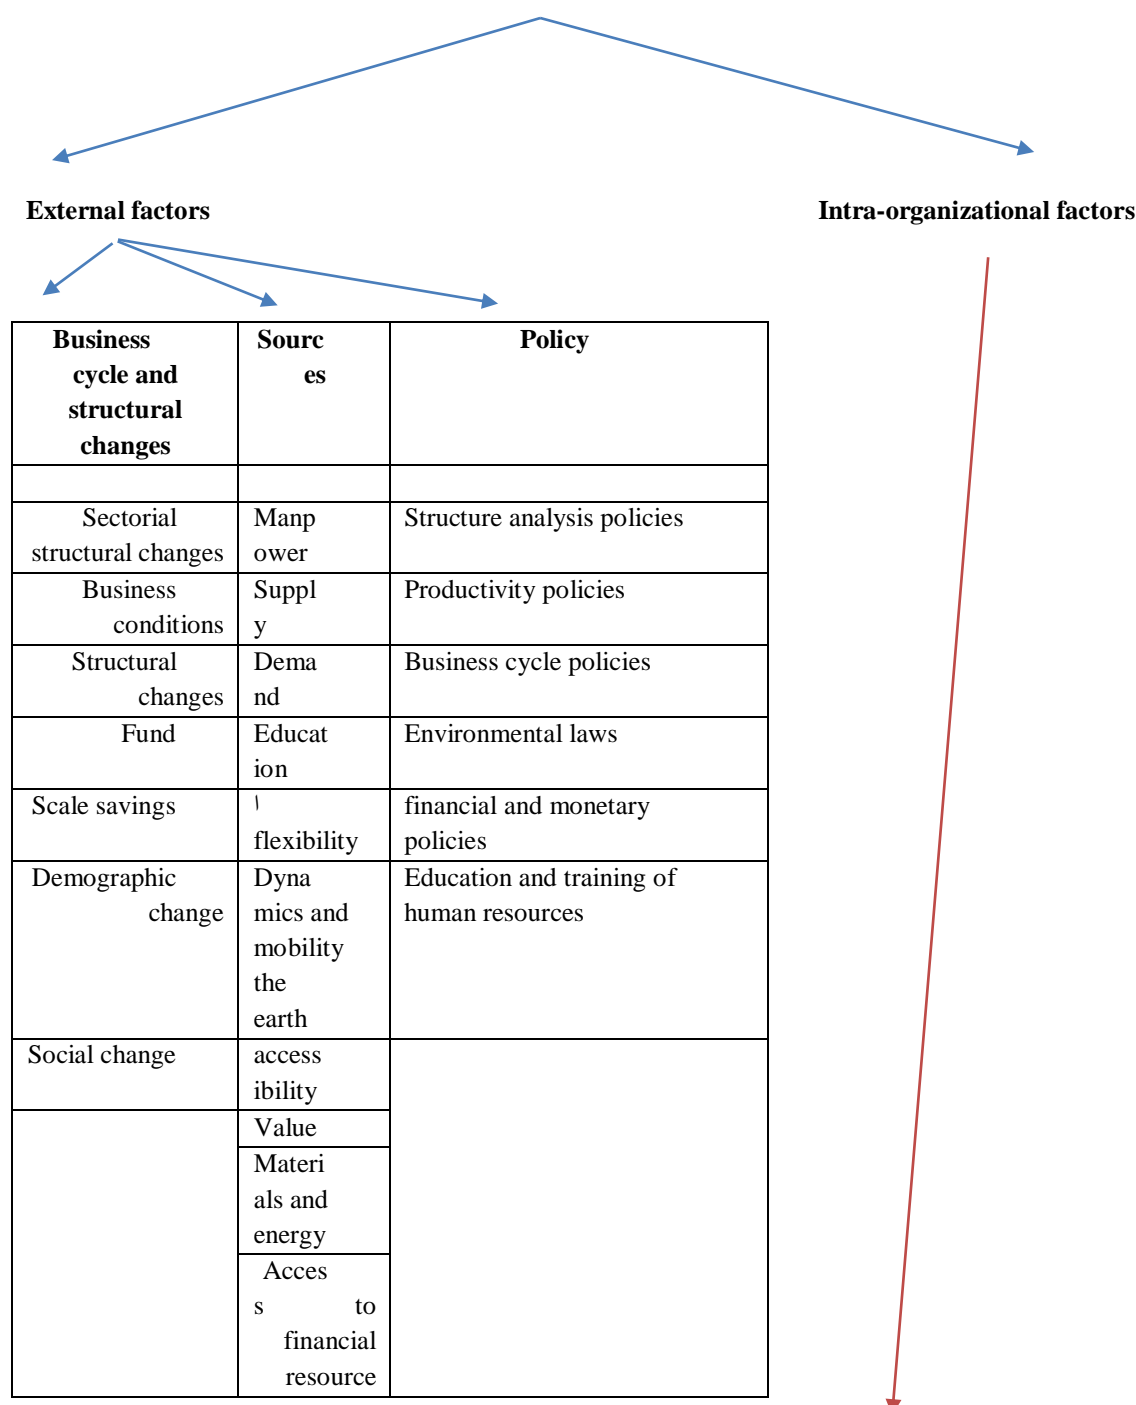 External factors
Intra-organizational factors
Business
cycle and
structural
changes
Sourc
es
Policy
Sectorial
structural changes
Manp
ower
Structure analysis policies
Business
conditions
Suppl
y
Productivity policies
Structural
changes
Dema
nd
Business cycle policies
Fund
Educat
ion
Environmental laws
Scale savings
ا
flexibility
financial and monetary
policies
Demographic
change
Dyna
mics and
mobility
the
earth
Education and training of
human resources
Social change
access
ibility
Value
Materi
als and
energy
Acces
s to
financial
resource